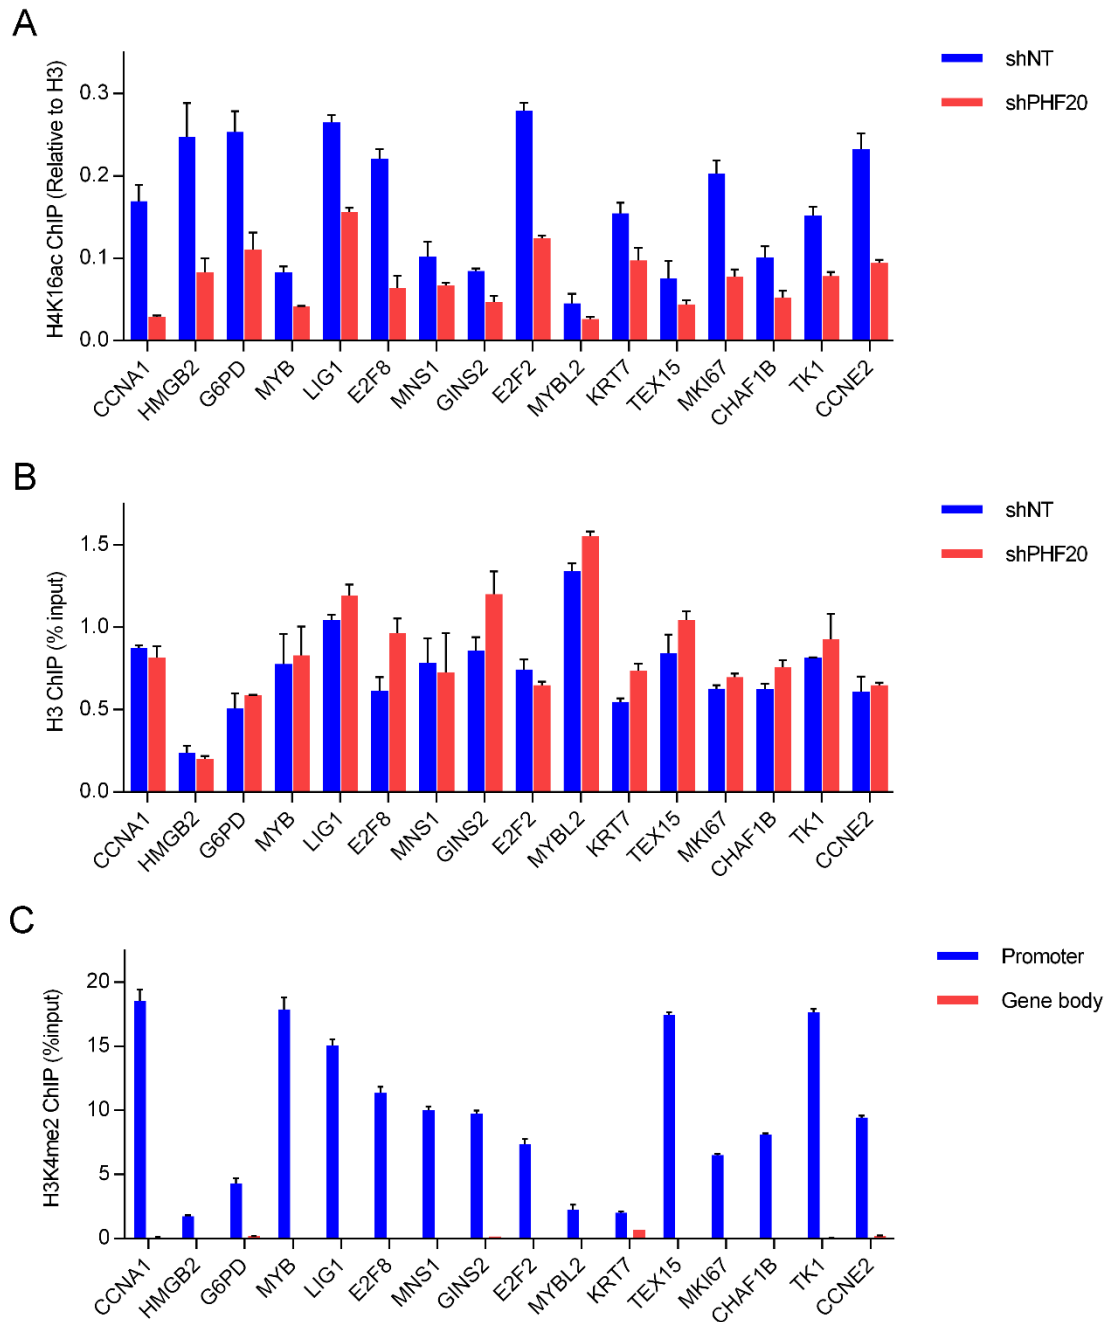 A
H4K16ac ChIP (Relative to H3)
0.3
0.2
0.1
0.0
shNT
shPHF20
CCNA1
HMGB2
G6PD
MYB
LIG1
E2F8
MNS1
GINS2
E2F2
MYBL2
KRT7
TEX15
MKI67
CHAF1B
TK1
CCNE2
B
H3 ChIP (% input)
1.5
1.0
0.5
0.0
shNT
shPHF20
CCNA1
HMGB2
G6PD
MYB
LIG1
E2F8
MNS1
GINS2
E2F2
MYBL2
KRT7
TEX15
MKI67
CHAF1B
TK1
CCNE2
C
H3K4me2 ChIP (%input)
20
15
10
5
0
Promoter
Gene body
CCNA1
HMGB2
G6PD
MYB
LIG1
E2F8
MNS1
GINS2
E2F2
MYBL2
KRT7
TEX15
MKI67
CHAF1B
TK1
CCNE2